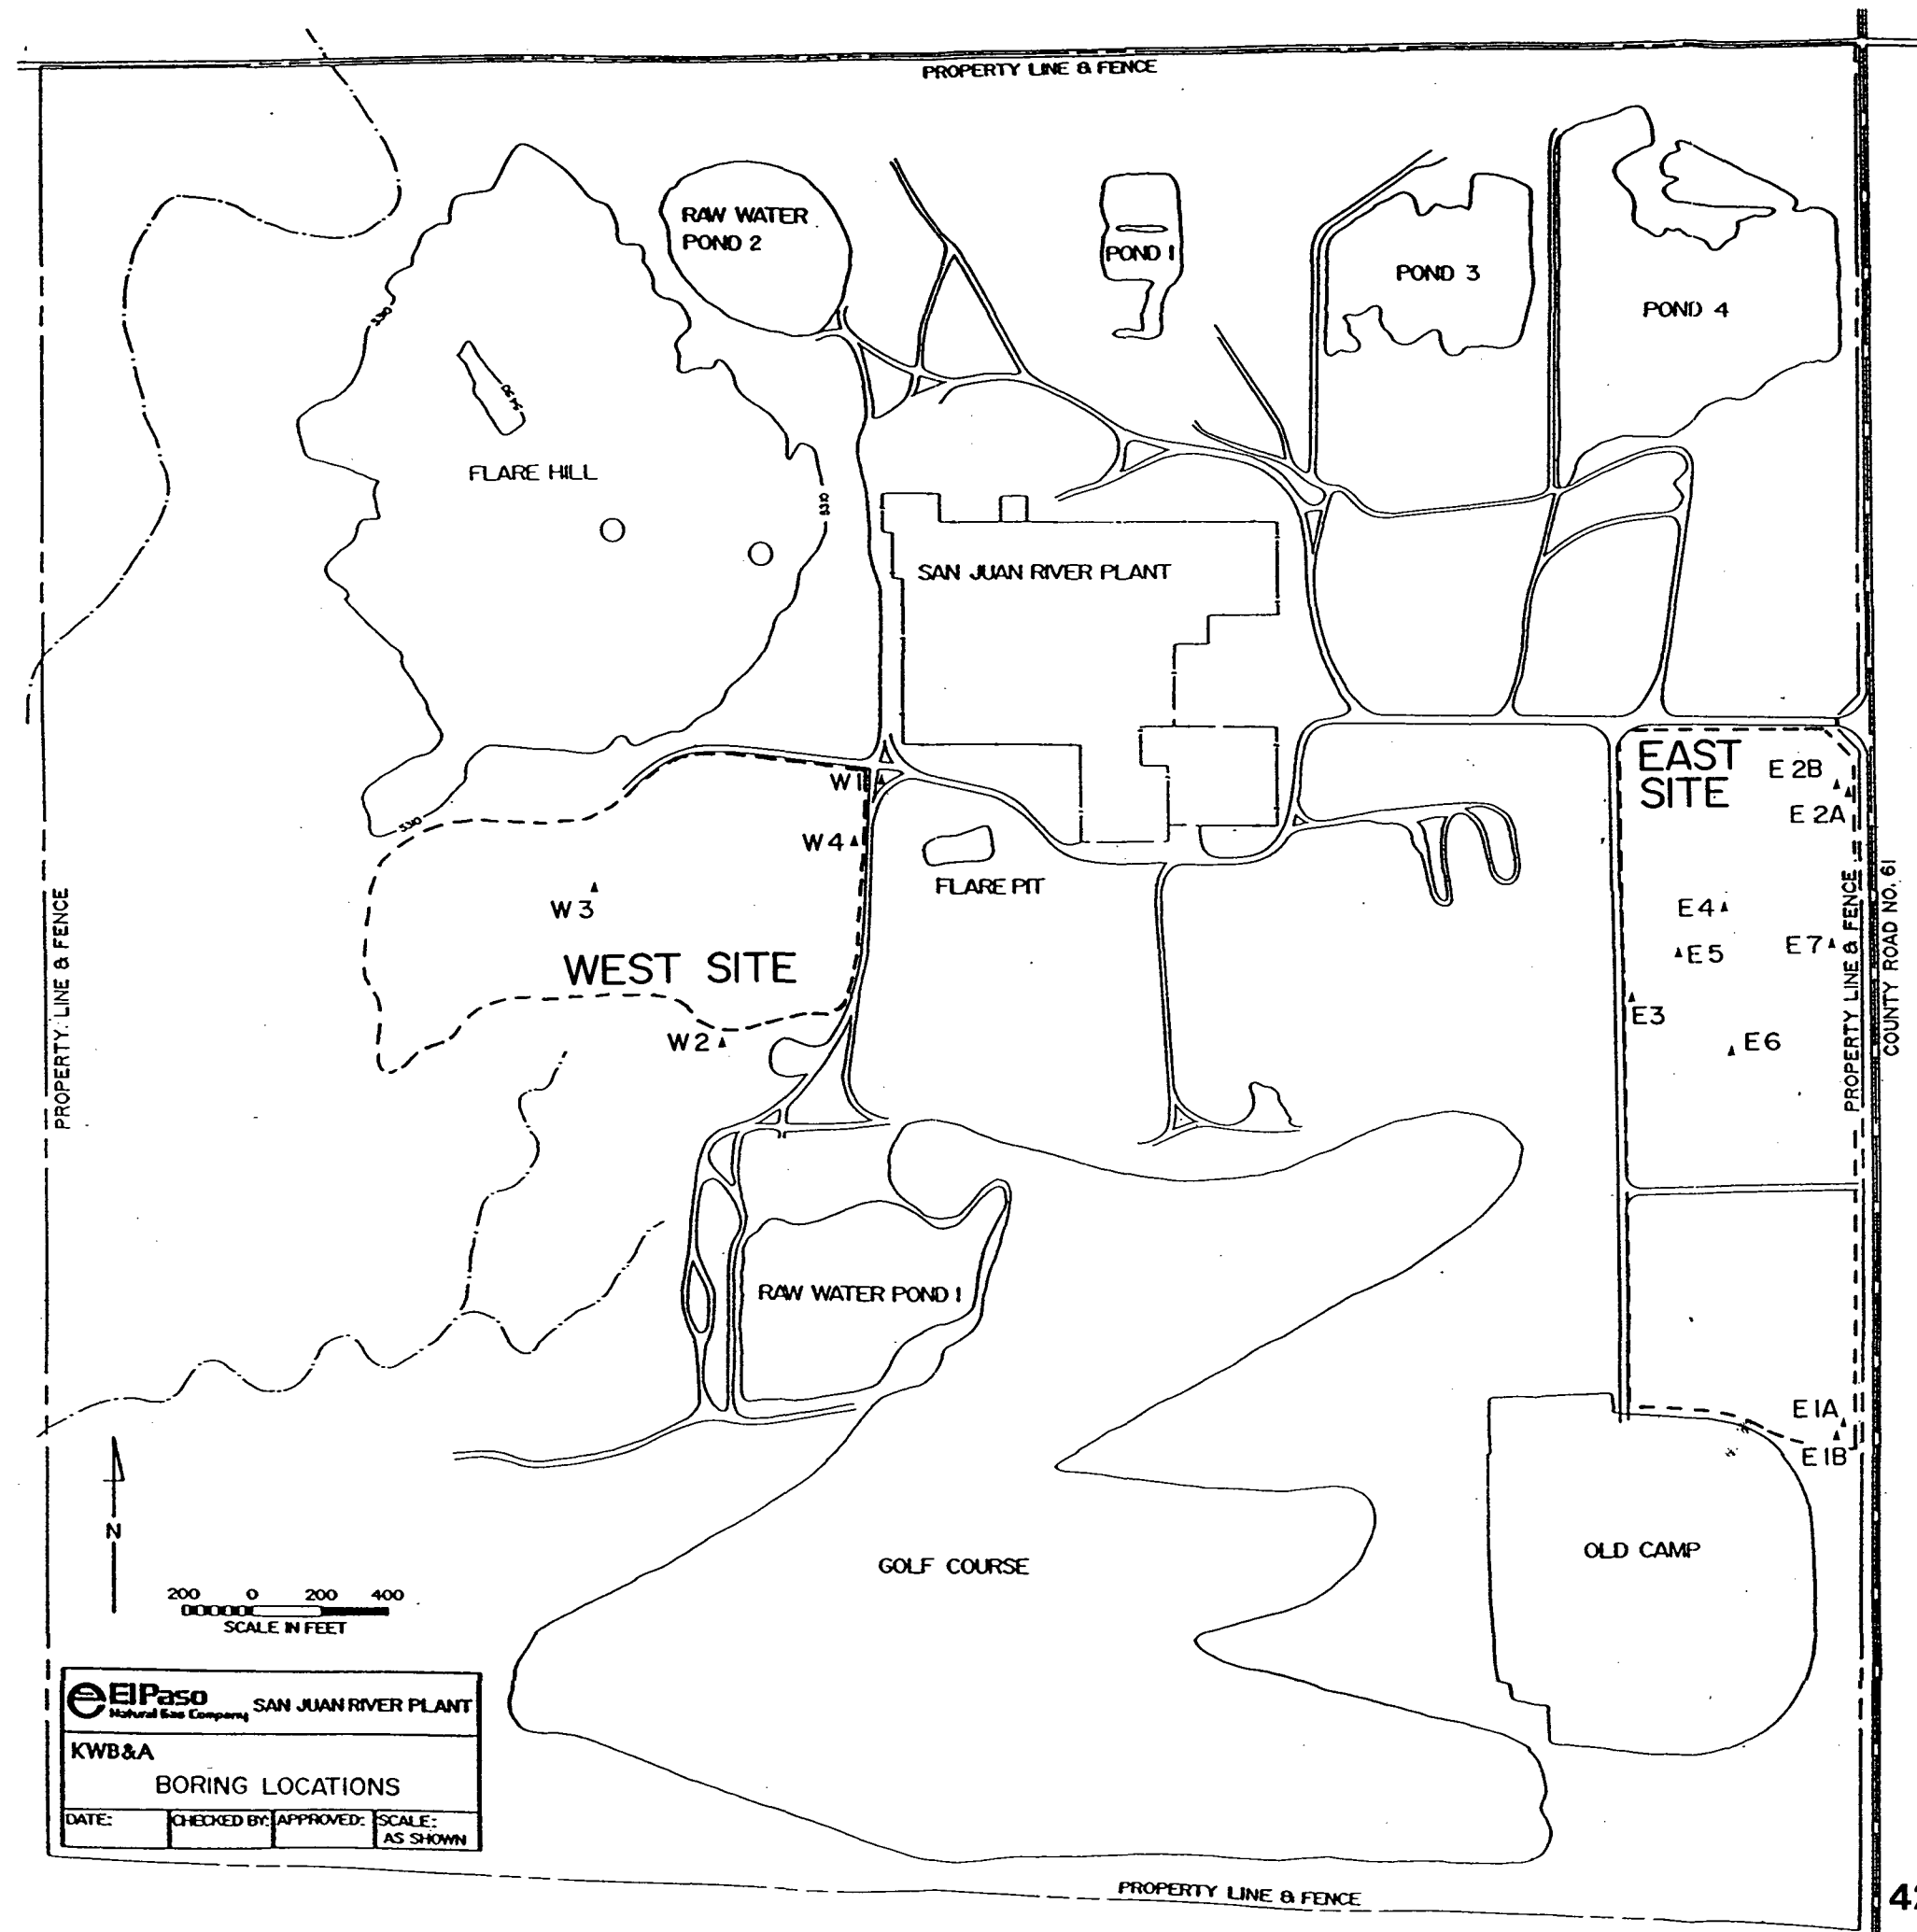 PROPERTY LINE & FENCE
RAW WATER
POND 2
POND 1
POND 3
POND 4
5310
FLARE HILL
5310
SAN JUAN RIVER PLANT
EAST
SITE
E 2B
E 2A
W1
W4
5310
FLARE PIT
W3
E4
E5
E7
WEST SITE
E3
W2
E6
PROPERTY LINE & FENCE
PROPERTY LINE & FENCE
COUNTY ROAD NO. 61
RAW WATER POND 1
E1A
E1B
N
OLD CAMP
GOLF COURSE
200 0 200 400
SCALE IN FEET
ElPaso
Natural Gas Company
SAN JUAN RIVER PLANT
KWB&A
BORING LOCATIONS
DATE: CHECKED BY: APPROVED: SCALE:
AS SHOWN
PROPERTY LINE & FENCE